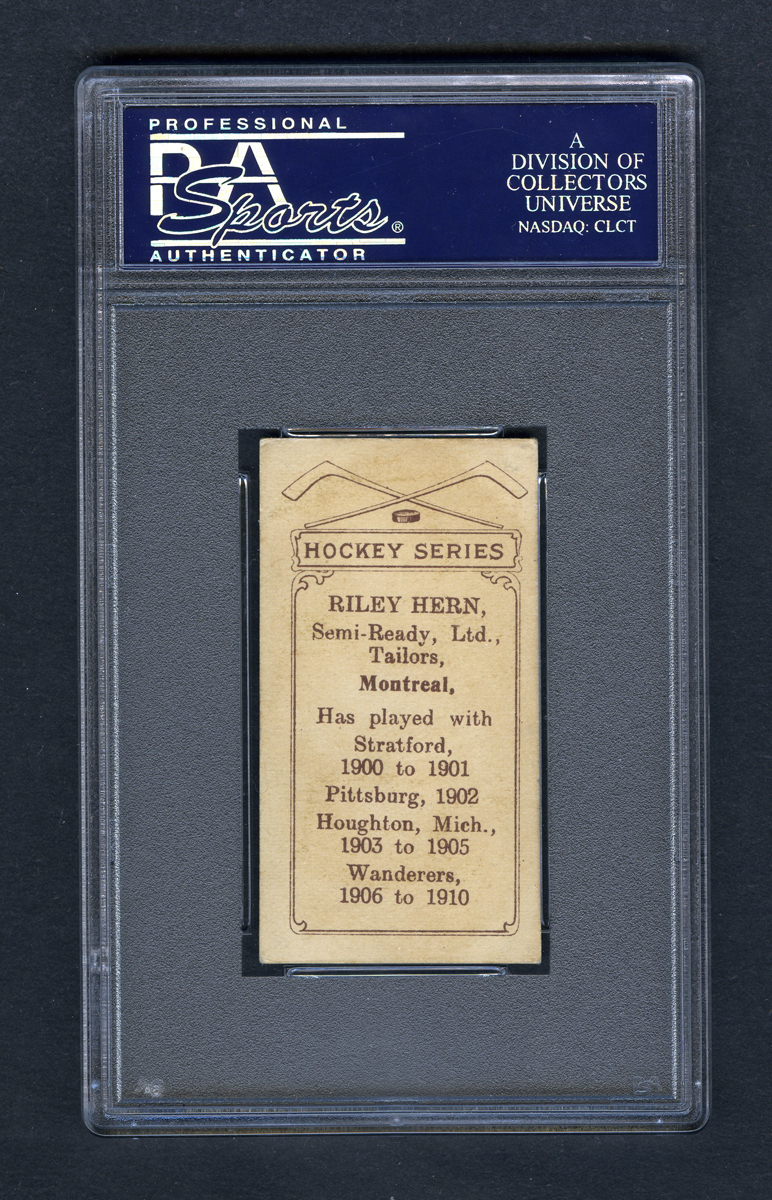 PROFESSIONAL
PSA
Sports®
AUTHENTICATOR
A
DIVISION OF
COLLECTORS
UNIVERSE
NASDAQ: CLCT
HOCKEY SERIES
RILEY HERN,
Semi-Ready, Ltd.,
Tailors,
Montreal,
Has played with
Stratford,
1900 to 1901
Pittsburg, 1902
Houghton, Mich.,
1903 to 1905
Wanderers,
1906 to 1910